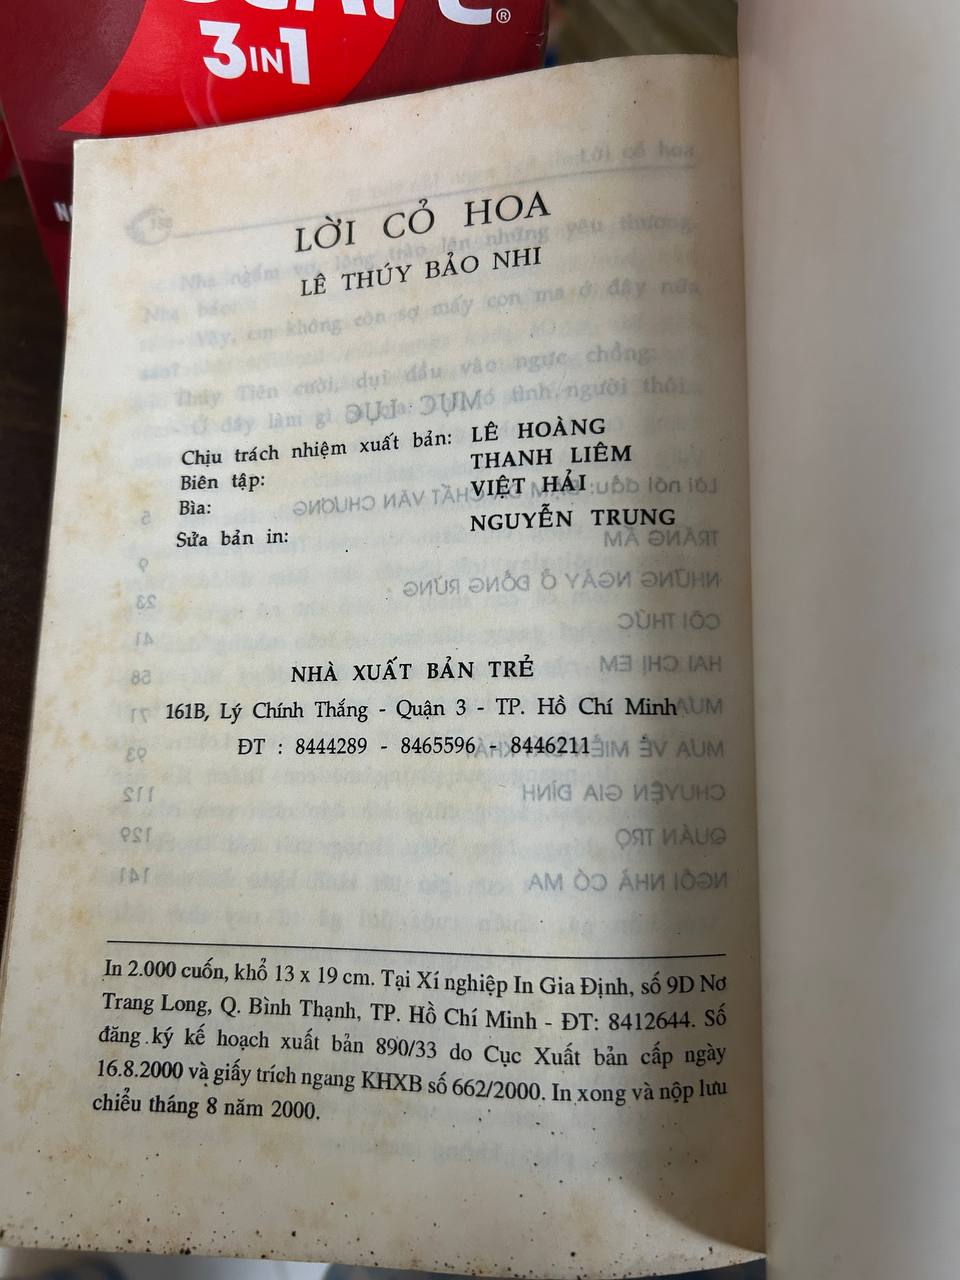 3 IN 1
LỜI CỎ HOA
LÊ THÚY BẢO NHI
Chịu trách nhiệm xuất bản: LÊ HOÀNG
Biên tập: THANH LIÊM
Bìa: VIỆT HẢI
Sửa bản in: NGUYỄN TRUNG
NHÀ XUẤT BẢN TRẺ
161B, Lý Chính Thắng - Quận 3 - TP. Hồ Chí Minh
ĐT : 8444289 - 8465596 - 8446211
In 2.000 cuốn, khổ 13 x 19 cm. Tại Xí nghiệp In Gia Định, số 9D Nơ
Trang Long, Q. Bình Thạnh, TP. Hồ Chí Minh - ĐT: 8412644. Số
đăng ký kế hoạch xuất bản 890/33 do Cục Xuất bản cấp ngày
16.8.2000 và giấy trích ngang KHXB số 662/2000. In xong và nộp lưu
chiểu tháng 8 năm 2000.